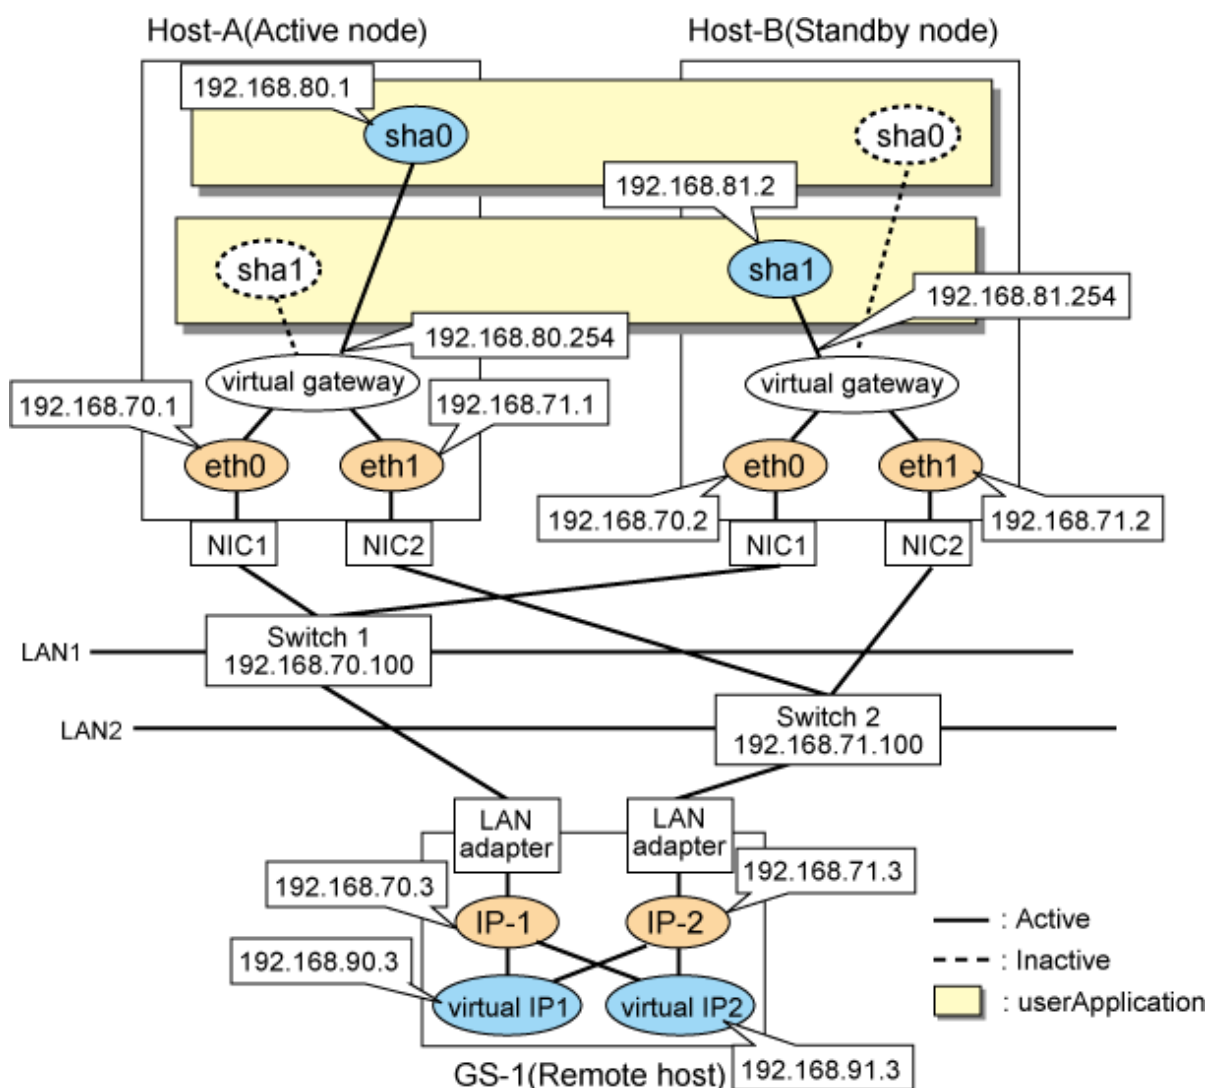 Host-A(Active node)
Host-B(Standby node)
192.168.80.1
sha0
sha0
192.168.81.2
sha1
sha1
192.168.81.254
192.168.80.254
virtual gateway
virtual gateway
192.168.70.1
192.168.71.1
eth0
eth1
eth0
eth1
192.168.70.2
192.168.71.2
NIC1
NIC2
NIC1
NIC2
LAN1
Switch 1
192.168.70.100
LAN2
Switch 2
192.168.71.100
LAN
adapter
LAN
adapter
192.168.70.3
192.168.71.3
IP-1
IP-2
192.168.90.3
virtual IP1
virtual IP2
192.168.91.3
GS-1(Remote host)
: Active
: Inactive
: userApplication